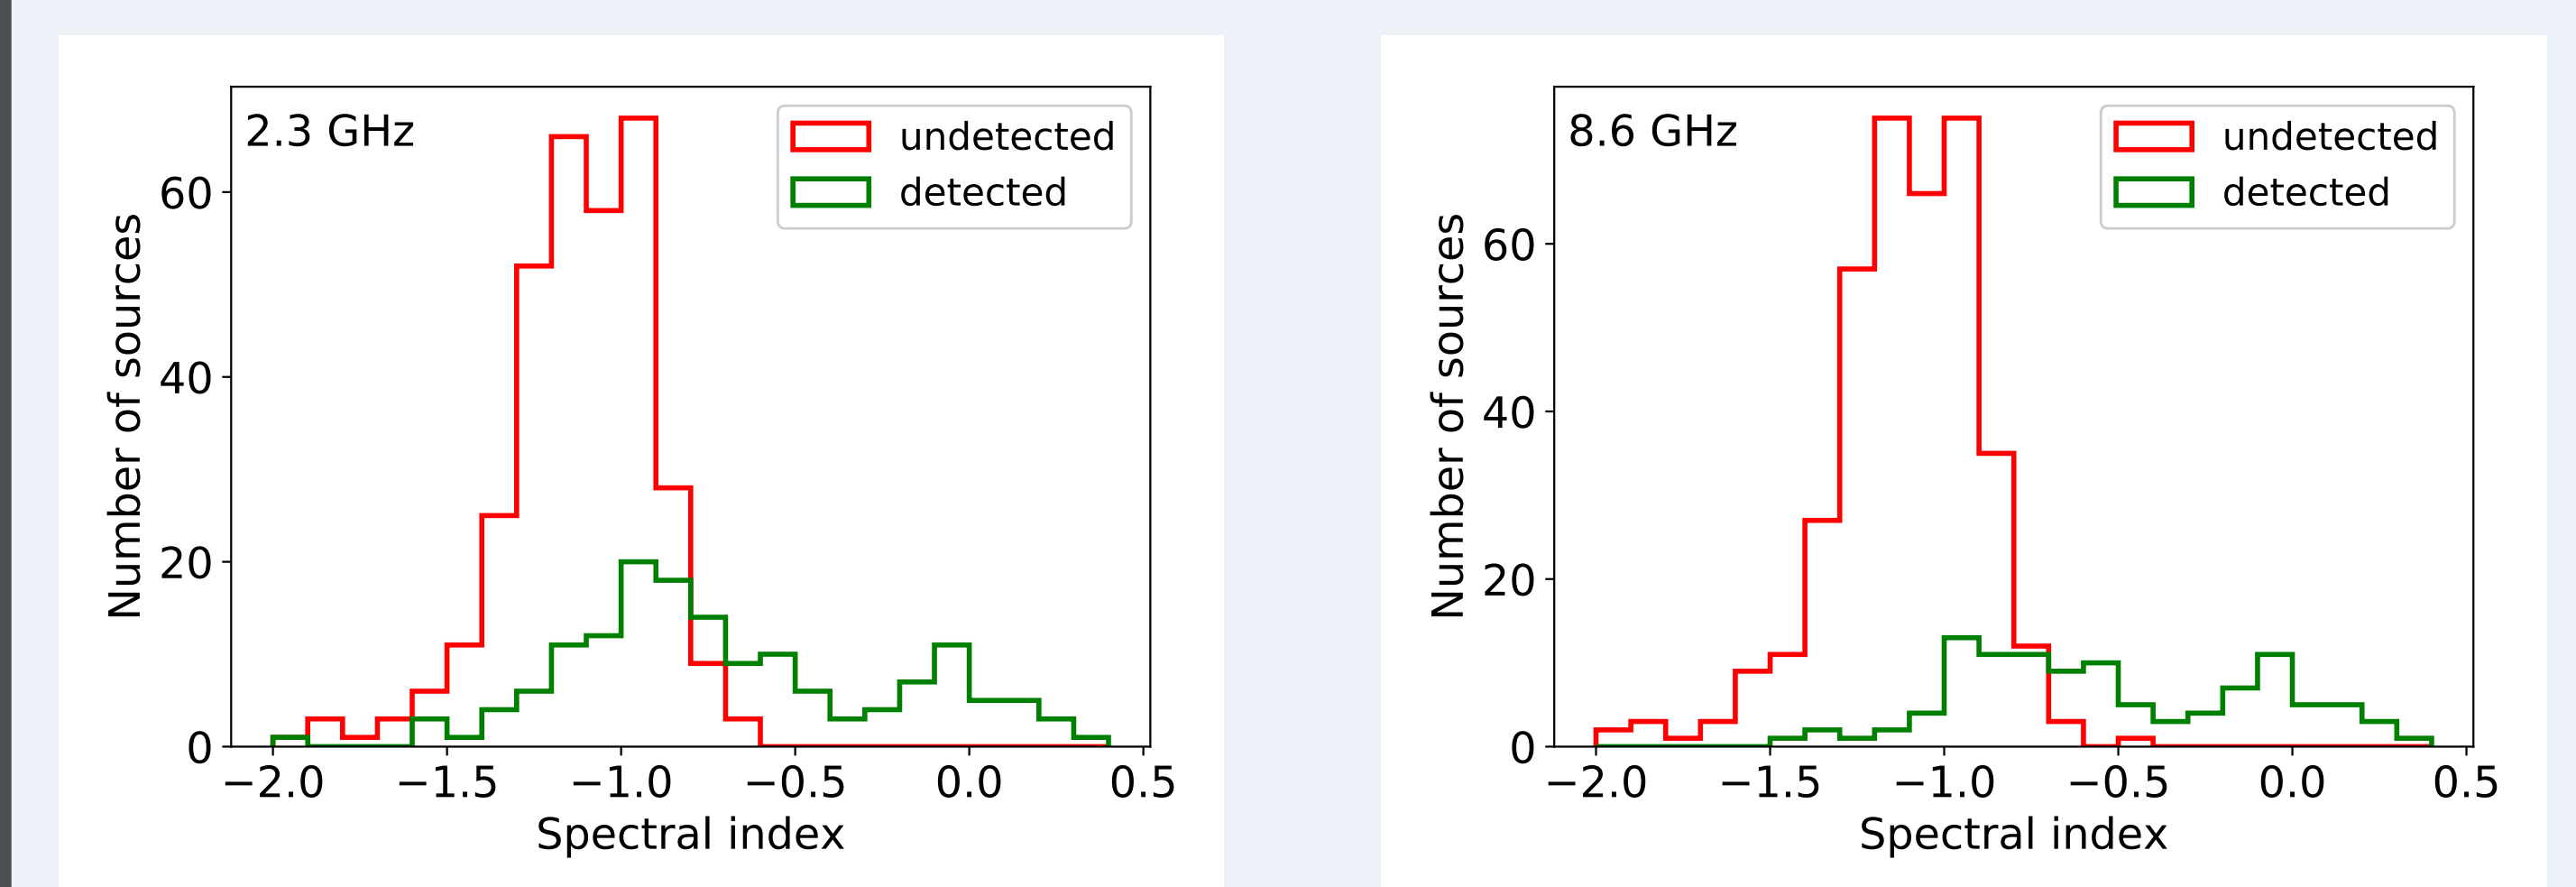 2.3 GHz
undetected
detected
60
40
20
0
Number of sources
−2.0 −1.5 −1.0 −0.5 0.0 0.5
Spectral index
8.6 GHz
undetected
detected
60
40
20
0
Number of sources
−2.0 −1.5 −1.0 −0.5 0.0 0.5
Spectral index